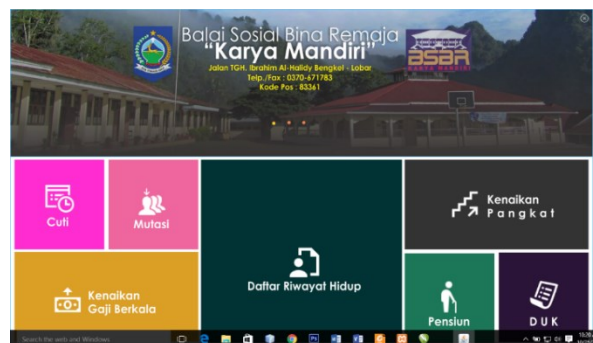 Balai Sosial Bina Remaja
"Karya Mandiri"
Jalan TGH. Ibrahim Al-Halidy Bengkel - Lobar
Telp./Fax : 0370-671783
Kode Pos : 83361
BSBR
KARYA MANDIRI
Cuti
Mutasi
Daftar Riwayat Hidup
Kenaikan
Pangkat
Kenaikan
Gaji Berkala
Pensiun
DUK
Search the web and Windows